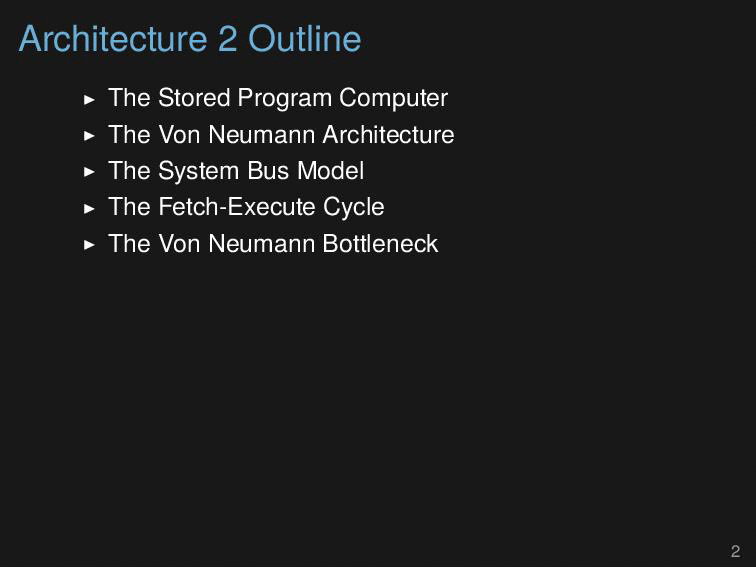 Architecture 2 Outline
▶ The Stored Program Computer
▶ The Von Neumann Architecture
▶ The System Bus Model
▶ The Fetch-Execute Cycle
▶ The Von Neumann Bottleneck
2